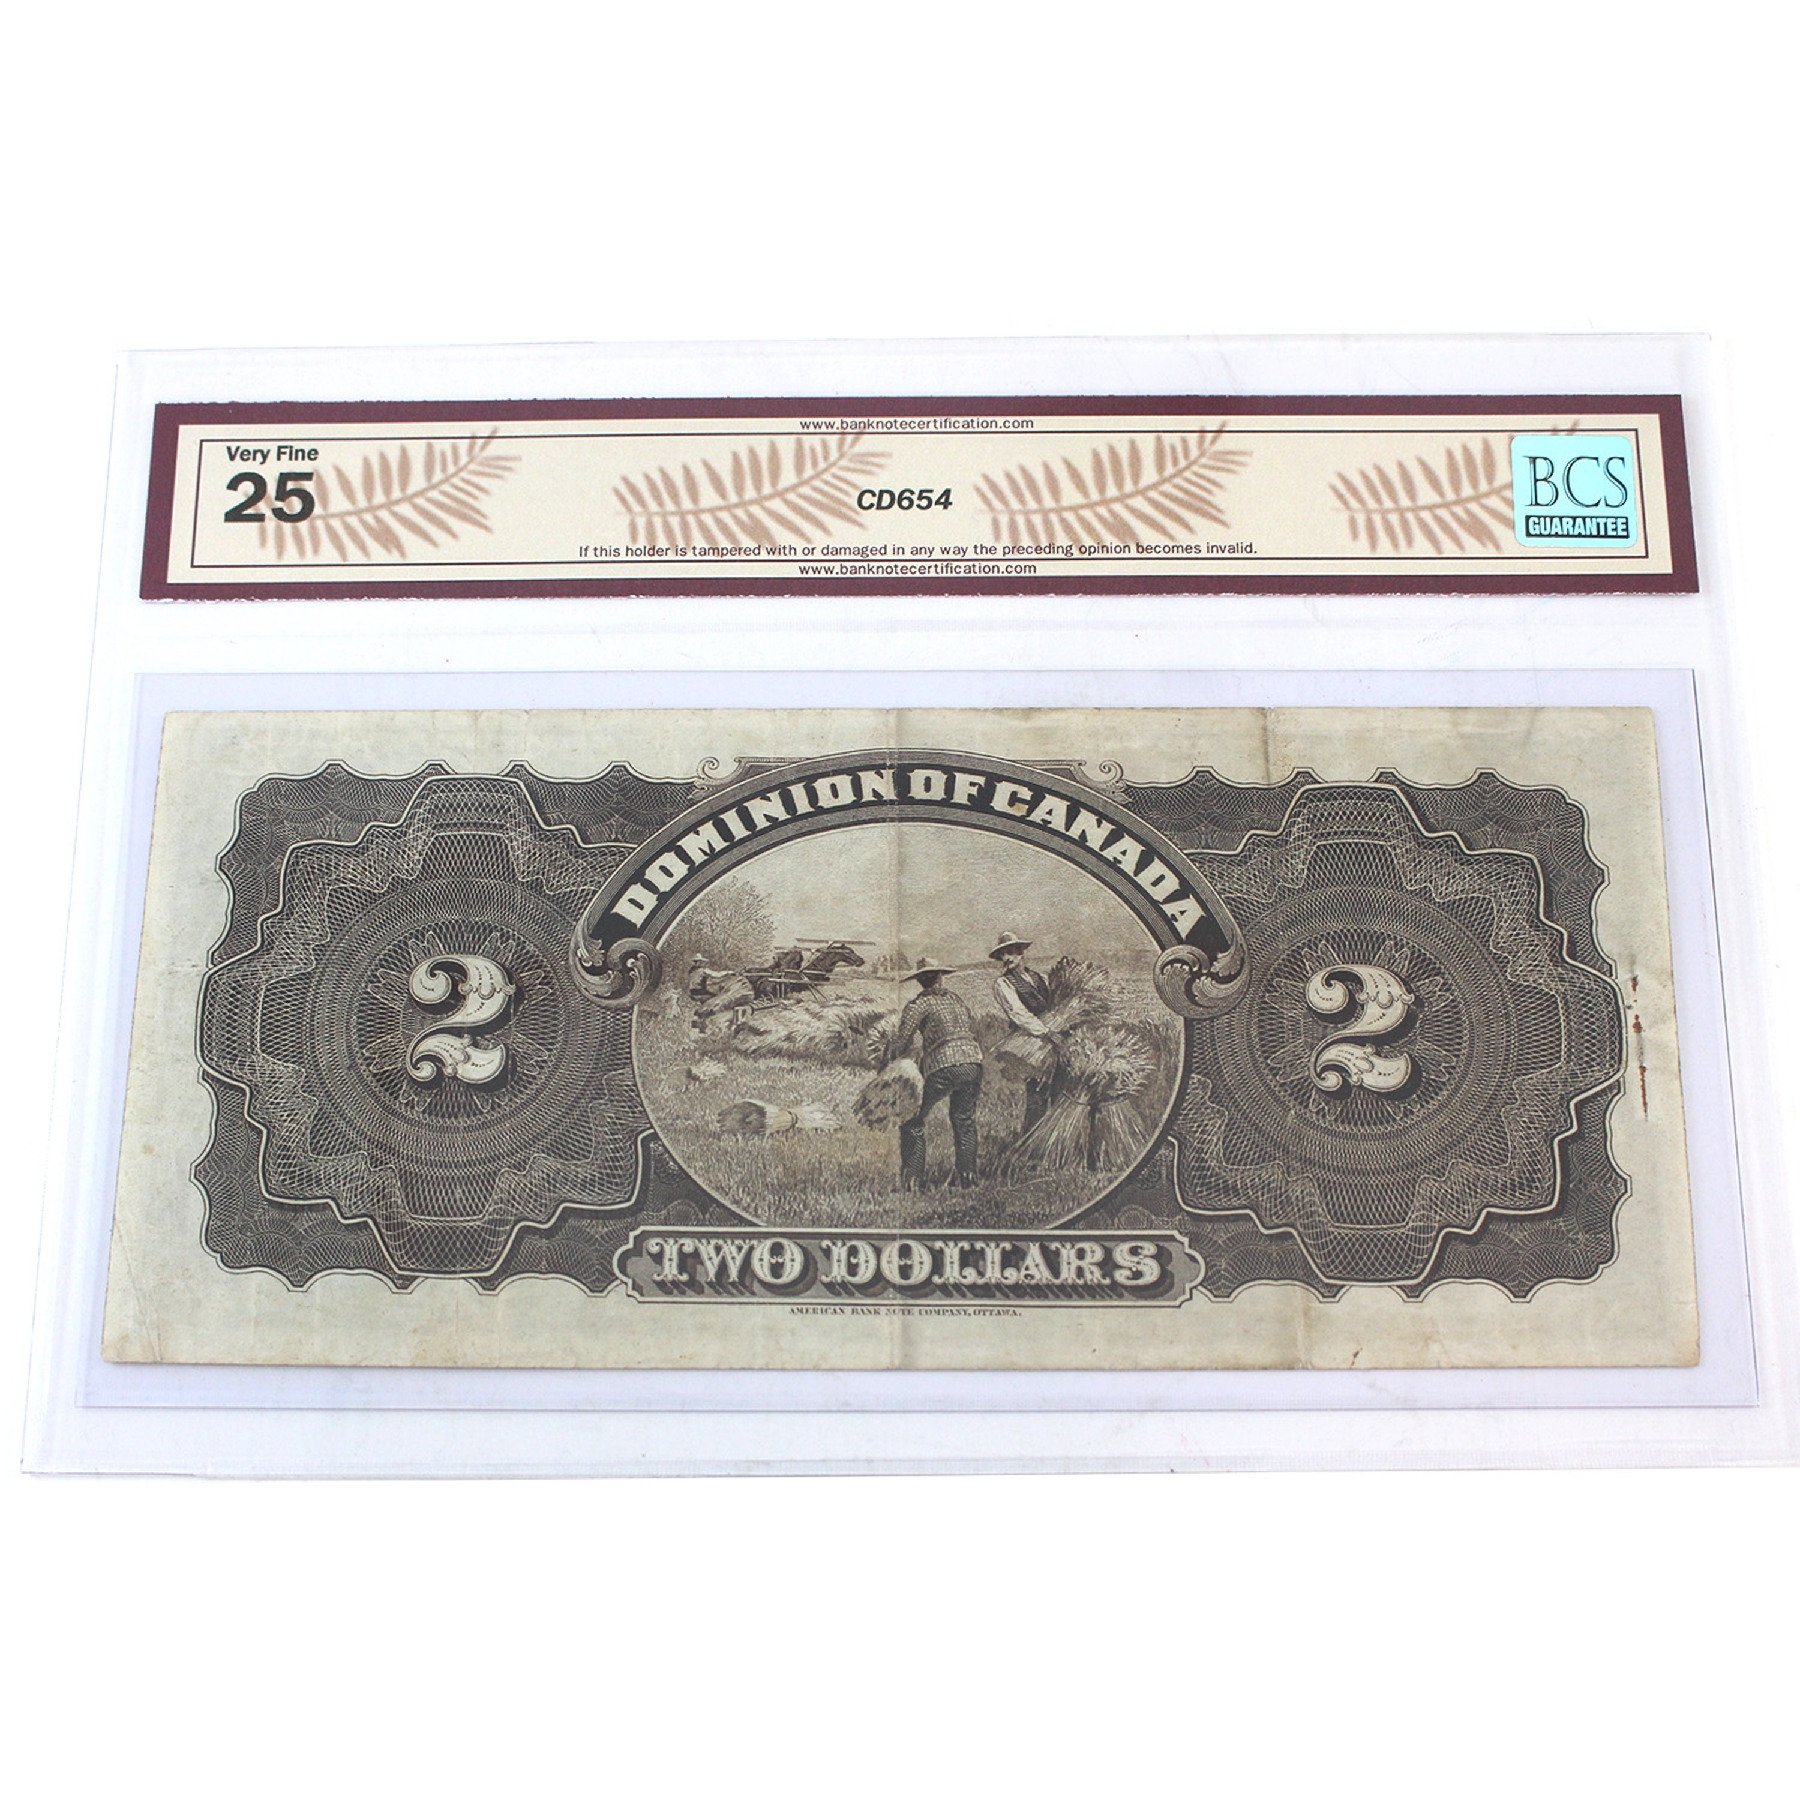 www.banknotecertification.com
Very Fine
25
CD654
BCS
GUARANTEE
If this holder is tampered with or damaged in any way the preceding opinion becomes invalid.
www.banknotecertification.com
DOMINION OF CANADA
2
2
TWO DOLLARS
AMERICAN BANK NOTE COMPANY, OTTAWA.